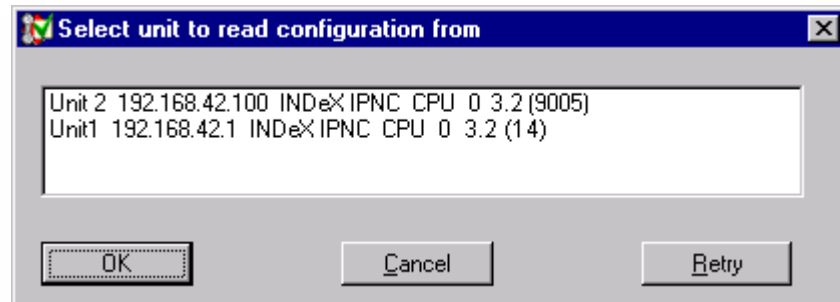 Select unit to read configuration from
Unit 2 192.168.42.100 INDeX IPNC CPU 0 3.2 (9005)
Unit1 192.168.42.1 INDeX IPNC CPU 0 3.2 (14)
OK Cancel Retry